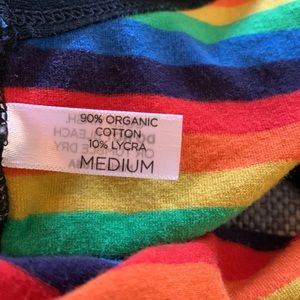 90% ORGANIC
COTTON
10% LYCRA
MEDIUM